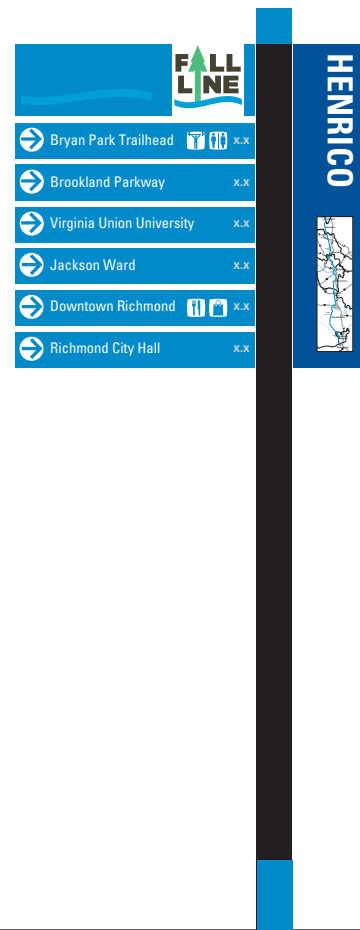 FALL
LINE
Bryan Park Trailhead x.x
Brookland Parkway x.x
Virginia Union University x.x
Jackson Ward x.x
Downtown Richmond x.x
Richmond City Hall x.x
HENRICO